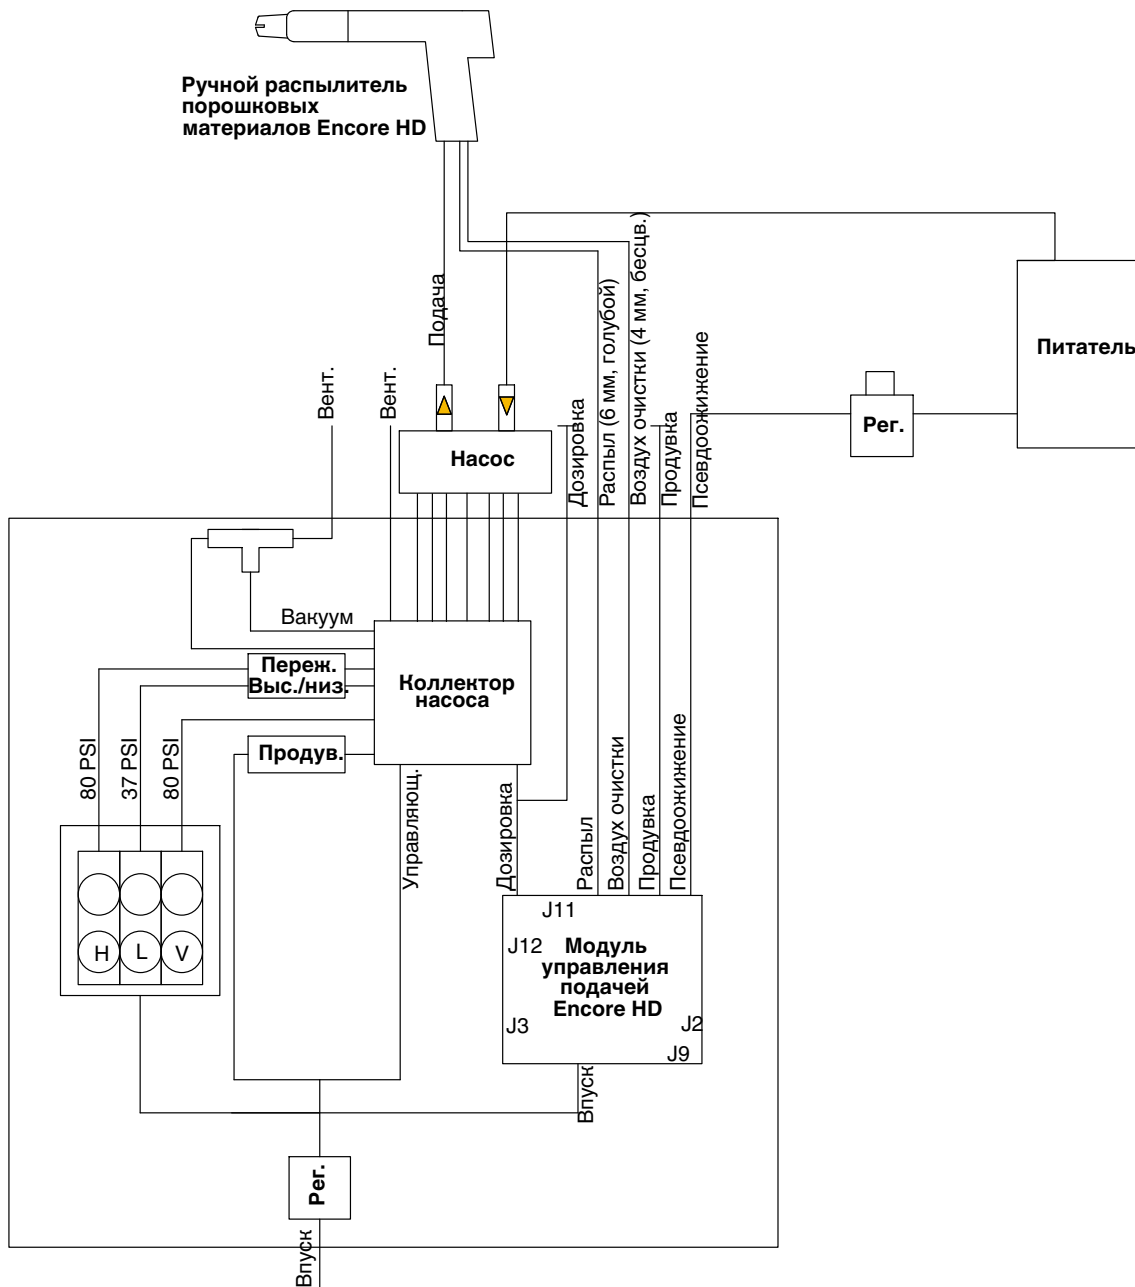 Ручной распылитель
порошковых
материалов Encore HD
Подача
Распыл (6 мм, голубой)
Воздух очистки (4 мм, бесцв.)
Питатель
Вент.
Вент.
Дозировка
Продувка
Псевдоожижение
Рег.
Насос
Вакуум
Переж.
Выс./низ.
Коллектор
насоса
Продув.
80 PSI
37 PSI
80 PSI
Управляющ.
Дозировка
Распыл
Воздух очистки
Продувка
Псевдоожижение
H
L
V
J11
J12
Модуль
управления
подачей
Encore HD
J3
J2
J9
Впуск
Рег.
Впуск